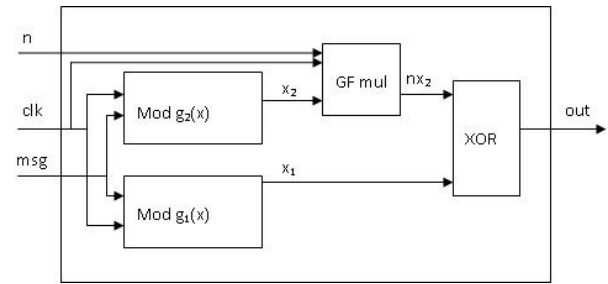 n
GF mul
x₂
nx₂
clk
Mod g₂(x)
out
XOR
msg
x₁
Mod g₁(x)